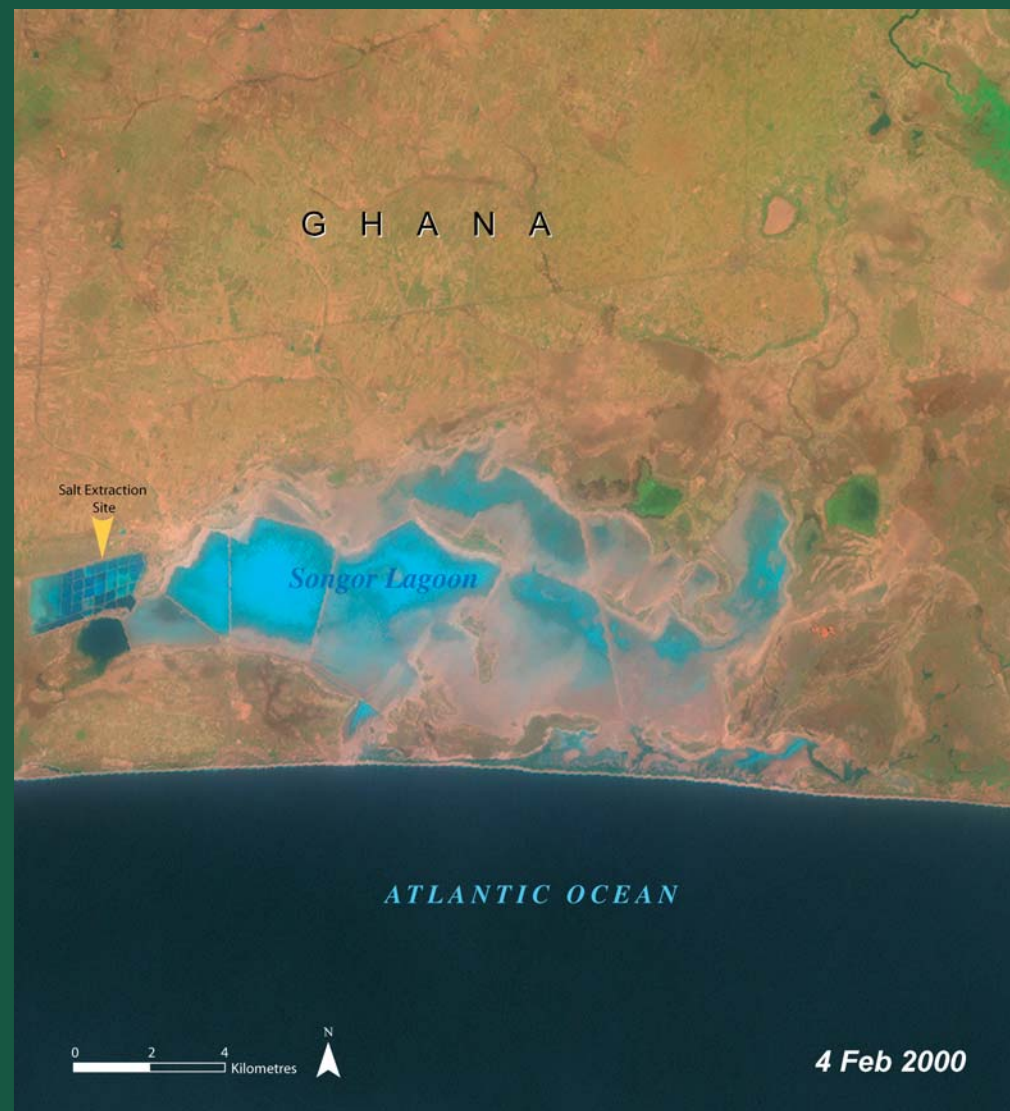 G H A N A
Salt Extraction
Site
Songor Lagoon
ATLANTIC OCEAN
N
0 2 4
Kilometres
4 Feb 2000